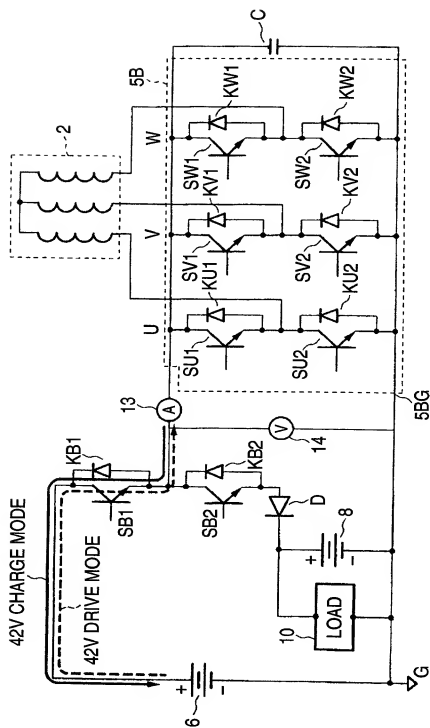 42V CHARGE MODE
42V DRIVE MODE
6
+
-
G
10
LOAD
8
+
-
D
SB1
KB1
SB2
KB2
13
A
V
14
5BG
5B
2
U
V
W
SU1
KU1
SU2
KU2
SV1
KV1
SV2
KV2
SW1
KW1
SW2
KW2
C